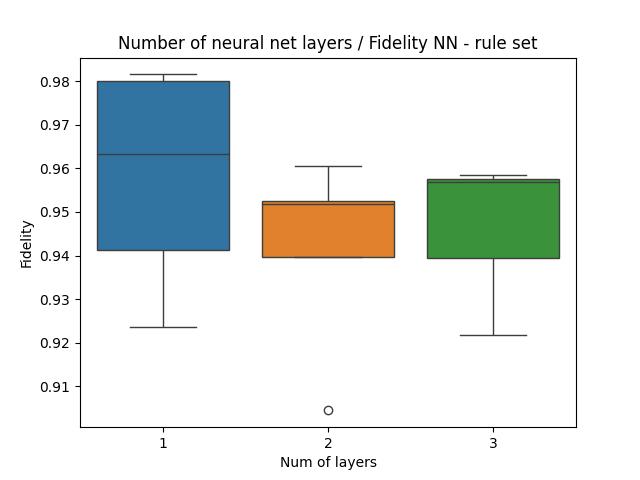 Number of neural net layers / Fidelity NN - rule set
0.98
0.97
0.96
0.95
0.94
0.93
0.92
0.91
Fidelity
1 2 3
Num of layers